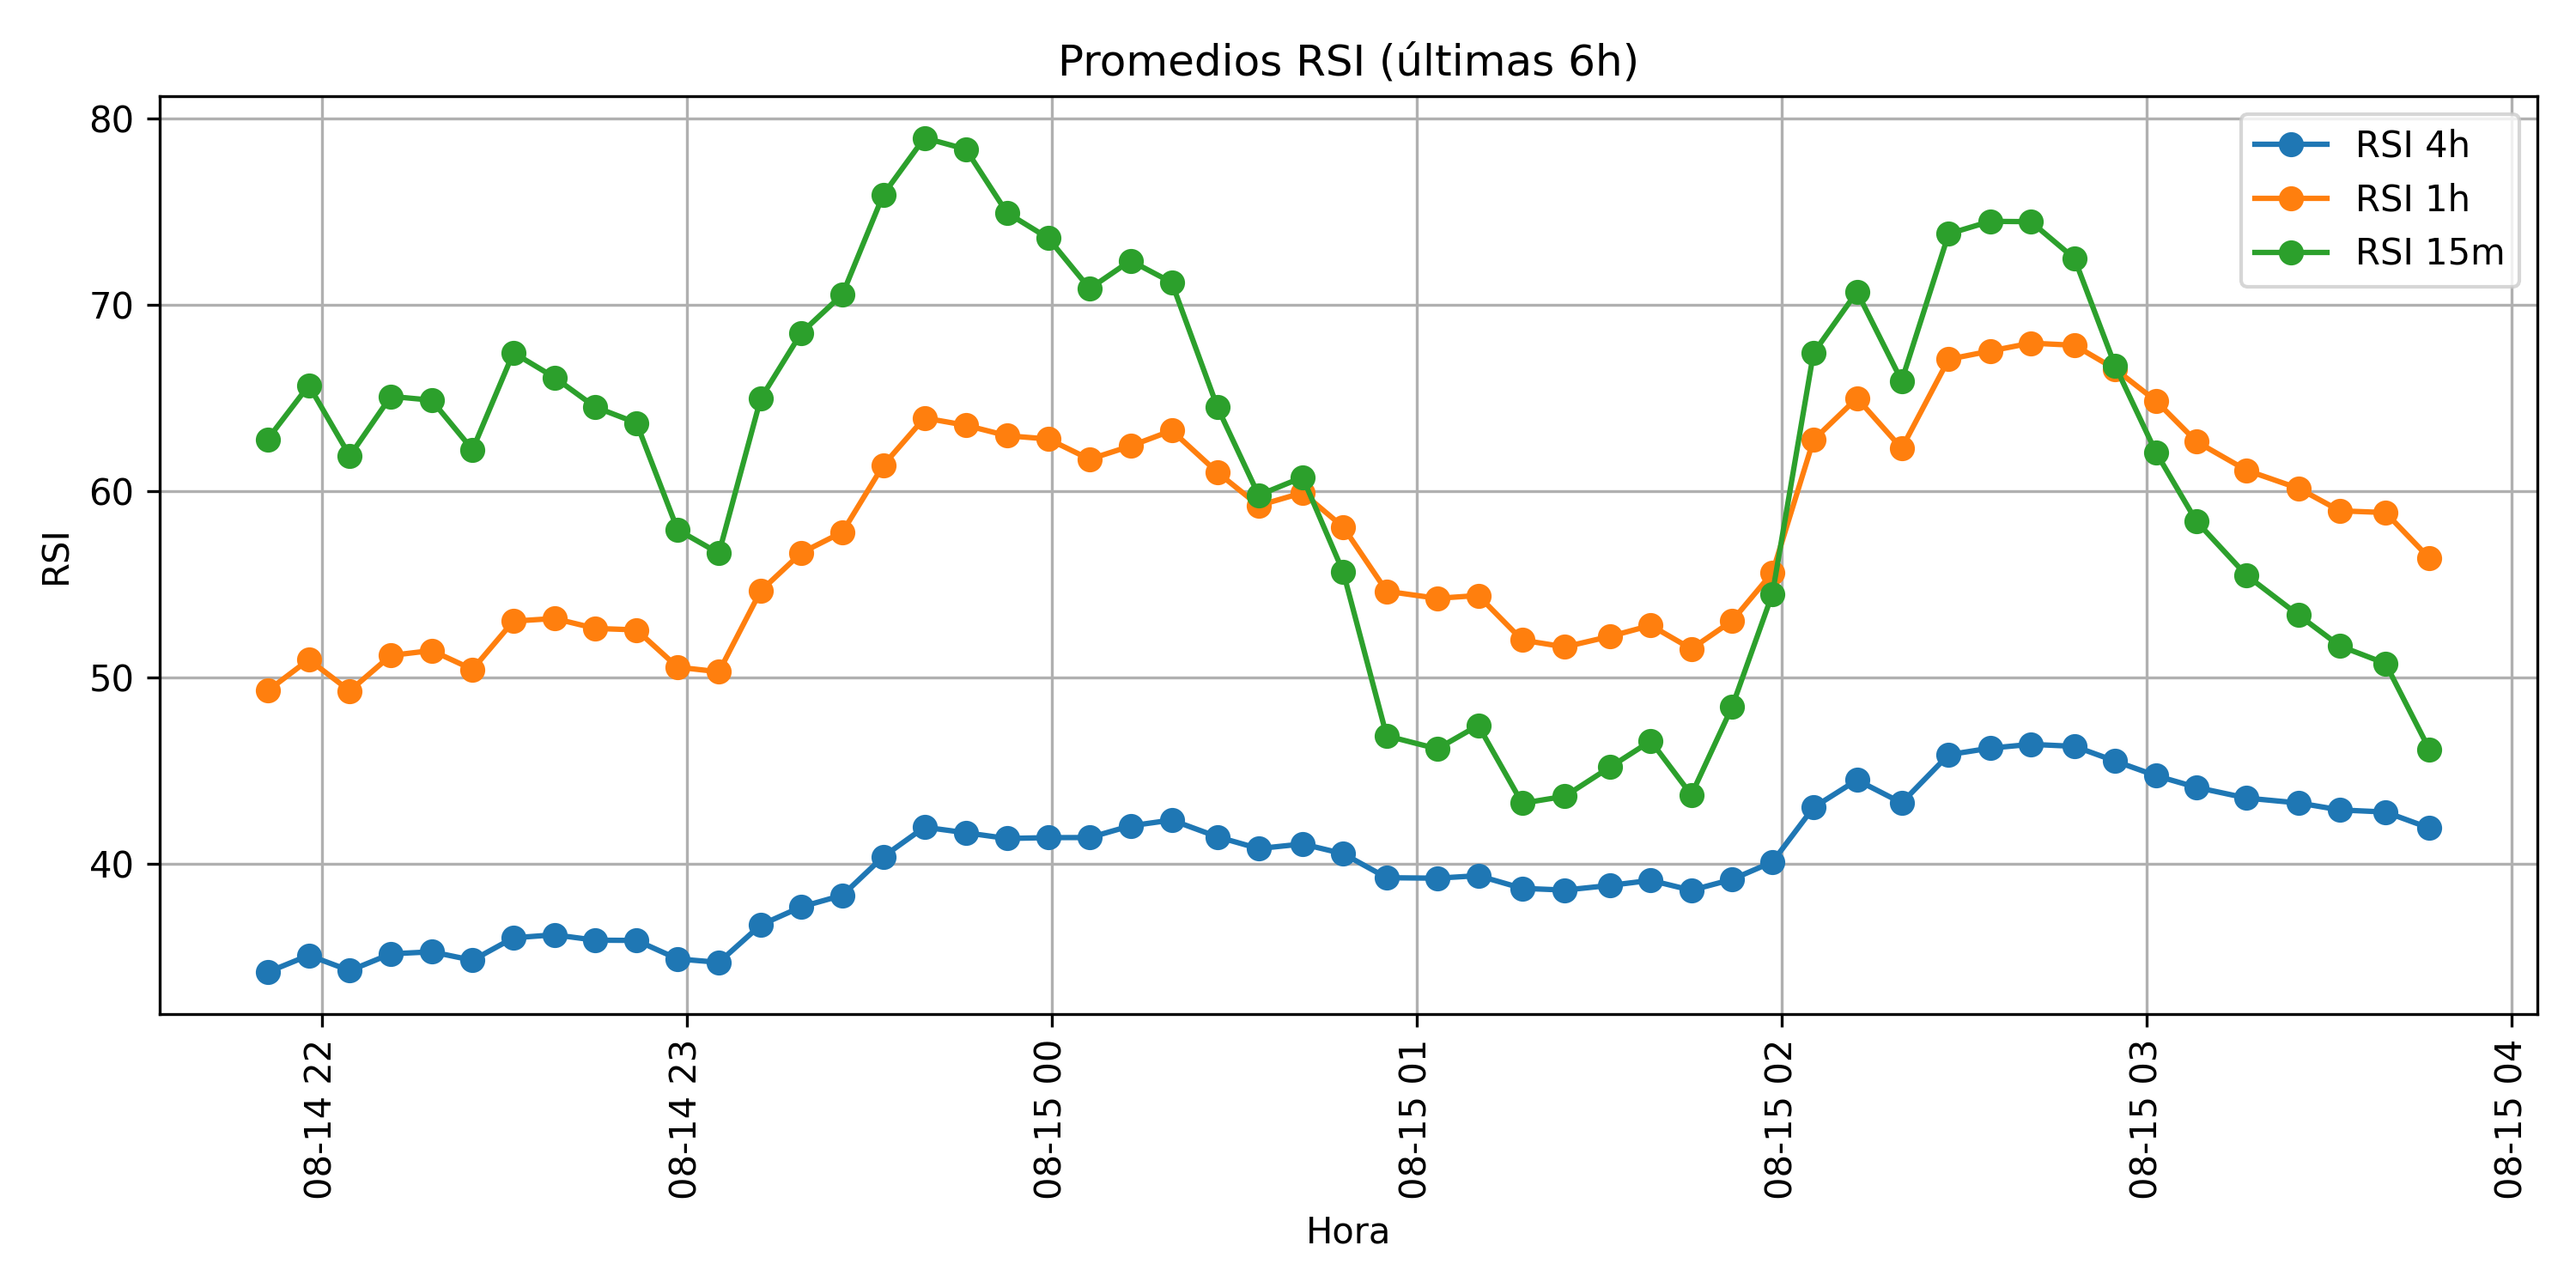 Promedios RSI (últimas 6h)
RSI 4h
RSI 1h
RSI 15m
RSI
80
70
60
50
40
08-14 22
08-14 23
08-15 00
08-15 01
08-15 02
08-15 03
08-15 04
Hora